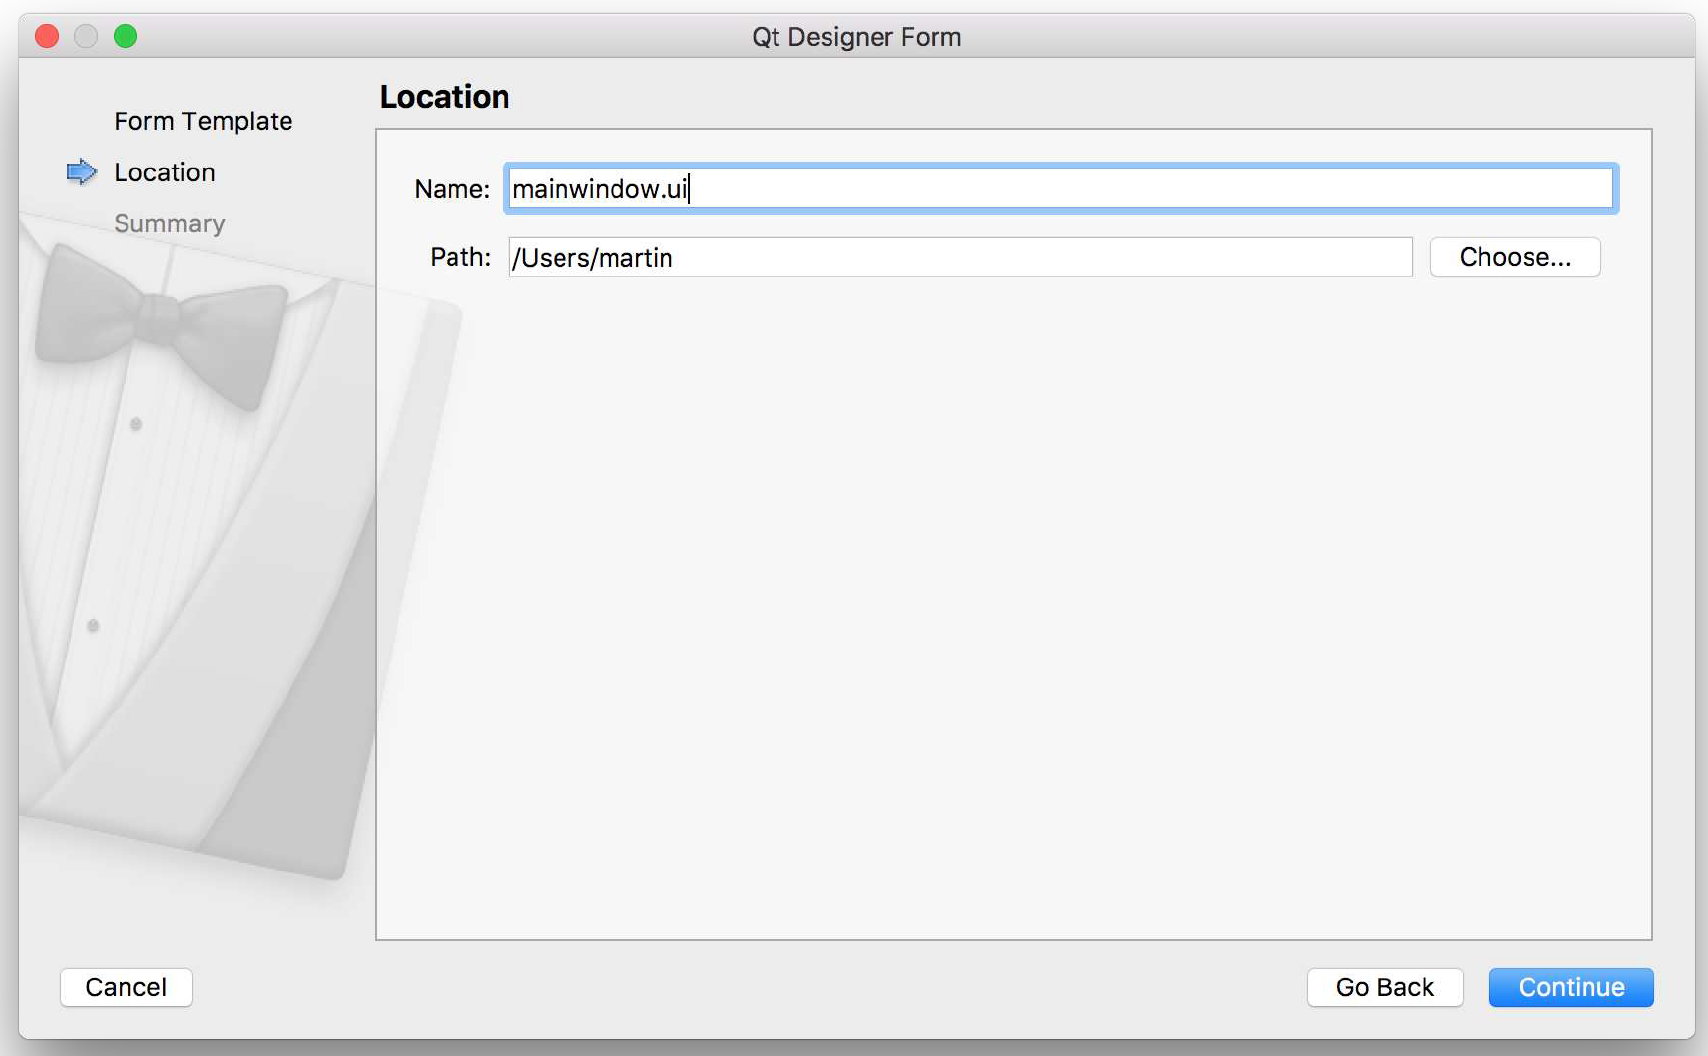 Qt Designer Form
Form Template
Location
Summary
Location
Name: mainwindow.ui
Path: /Users/martin Choose...
Cancel Go Back Continue